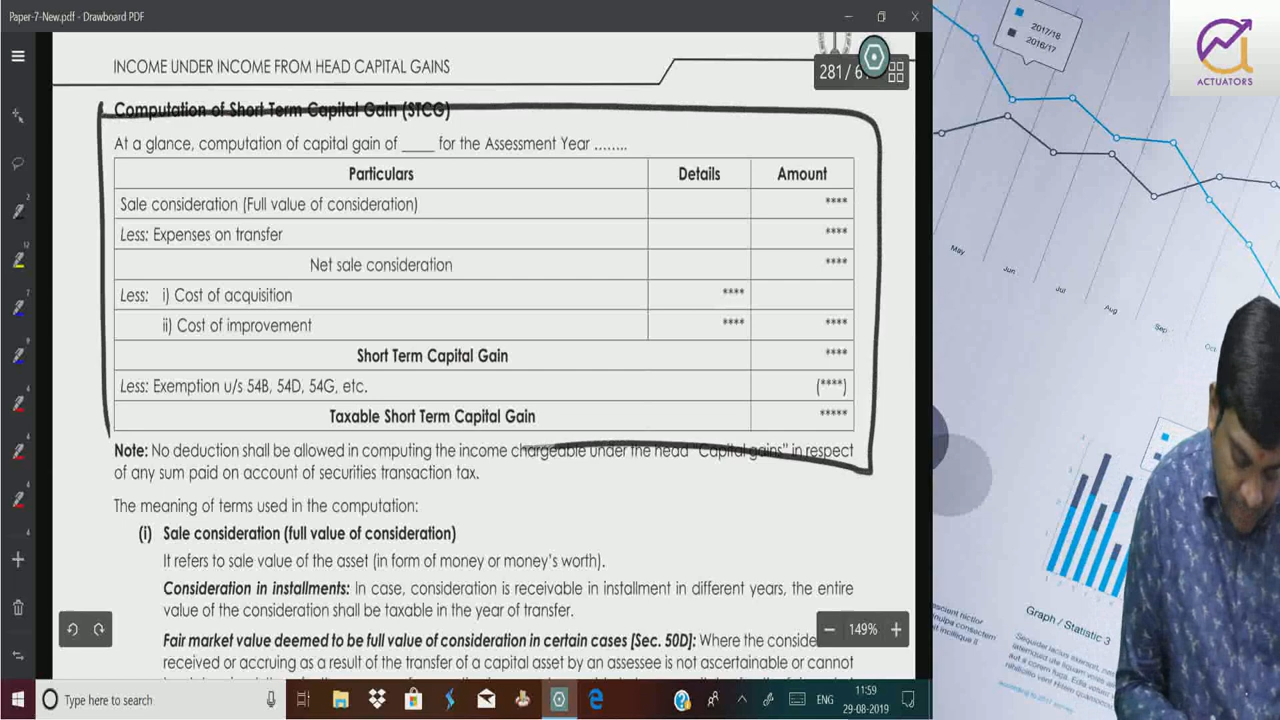 Paper-7-New.pdf - Drawboard PDF
INCOME UNDER INCOME FROM HEAD CAPITAL GAINS
281 / 6
Computation of Short Term Capital Gain (STCG)
At a glance, computation of capital gain of ____ for the Assessment Year ........
Particulars Details Amount
Sale consideration (Full value of consideration) ****
Less: Expenses on transfer ****
Net sale consideration ****
Less: i) Cost of acquisition ****
ii) Cost of improvement **** ****
Short Term Capital Gain ****
Less: Exemption u/s 54B, 54D, 54G, etc. (****)
Taxable Short Term Capital Gain *****
Note: No deduction shall be allowed in computing the income chargeable under the head "Capital gains" in respect
of any sum paid on account of securities transaction tax.
The meaning of terms used in the computation:
(i) Sale consideration (full value of consideration)
It refers to sale value of the asset (in form of money or money's worth).
Consideration in installments: In case, consideration is receivable in installment in different years, the entire
value of the consideration shall be taxable in the year of transfer.
149%
Fair market value deemed to be full value of consideration in certain cases [Sec. 50D]: Where the conside
received or accruing as a result of the transfer of a capital asset by an assessee is not ascertainable or cannot
Type here to search
ENG
11:59
29-08-2019
2017/18
2016/17
ACTUATORS
May
Jun
Jul
Aug
Sep
Oct
Graph / Statistic 3